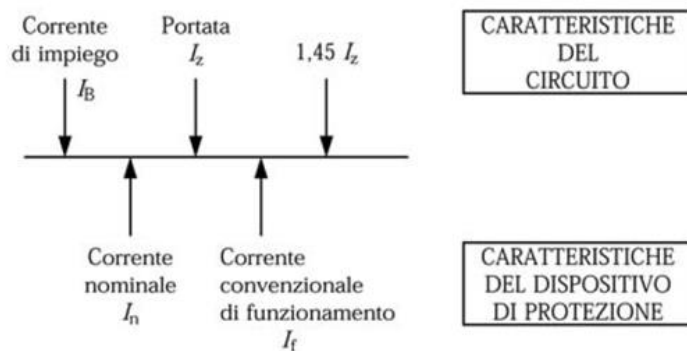 Corrente
di impiego
I_B
Portata
I_z
1,45 I_z
CARATTERISTICHE
DEL
CIRCUITO
Corrente
nominale
I_n
Corrente
convenzionale
di funzionamento
I_f
CARATTERISTICHE
DEL DISPOSITIVO
DI PROTEZIONE